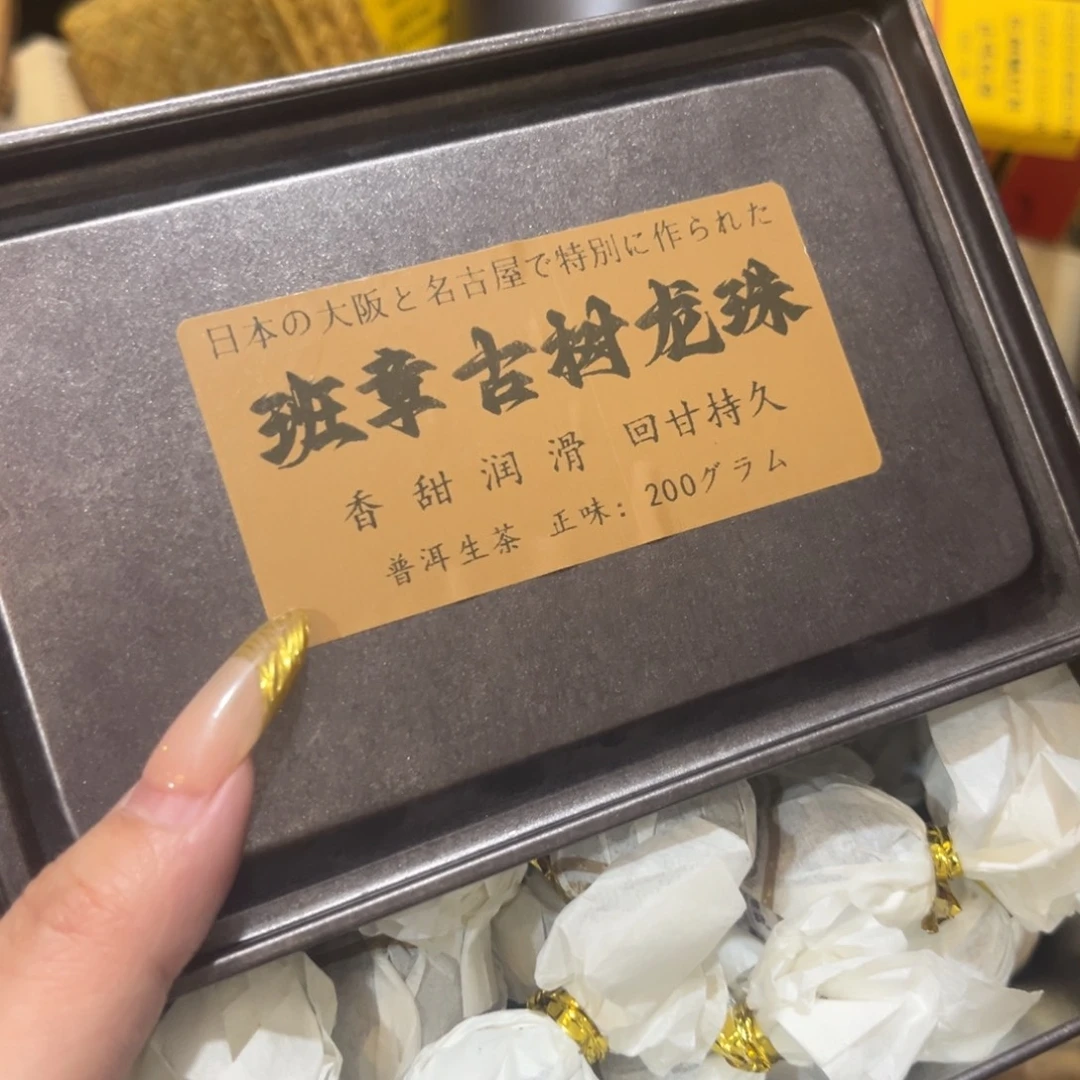 日本の大阪と名古屋で特別に作られた
班章古树龙珠
香甜润滑 回甘持久
普洱生茶 正味: 200グラム